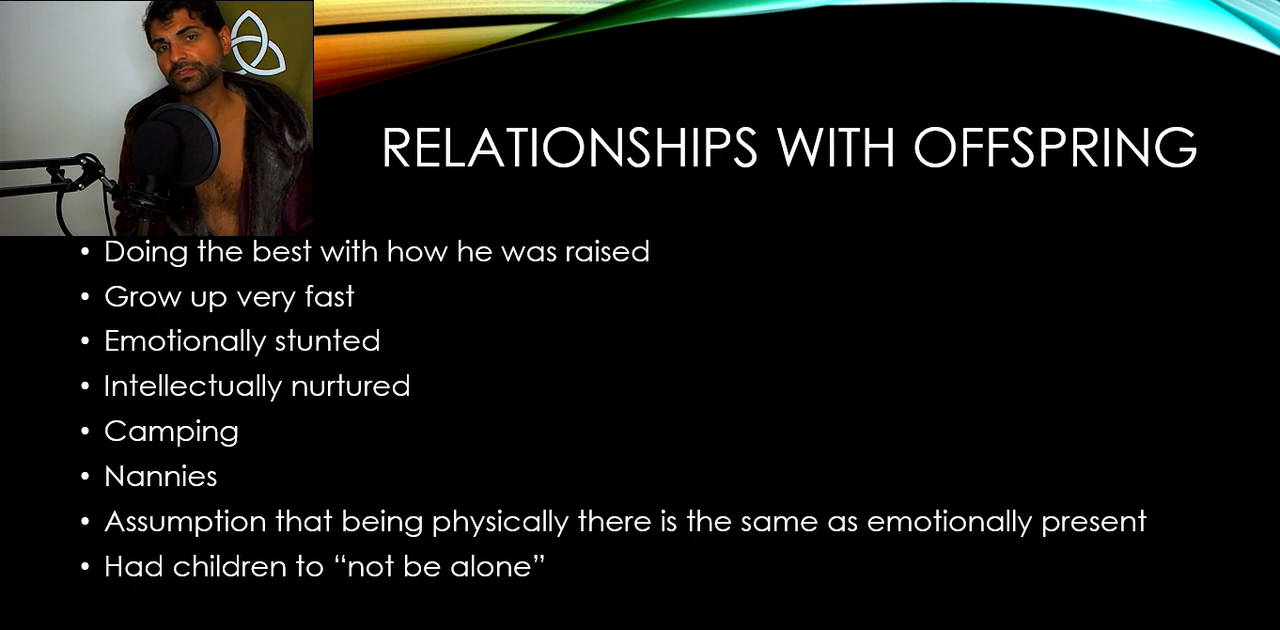 RELATIONSHIPS WITH OFFSPRING
• Doing the best with how he was raised
• Grow up very fast
• Emotionally stunted
• Intellectually nurtured
• Camping
• Nannies
• Assumption that being physically there is the same as emotionally present
• Had children to “not be alone”